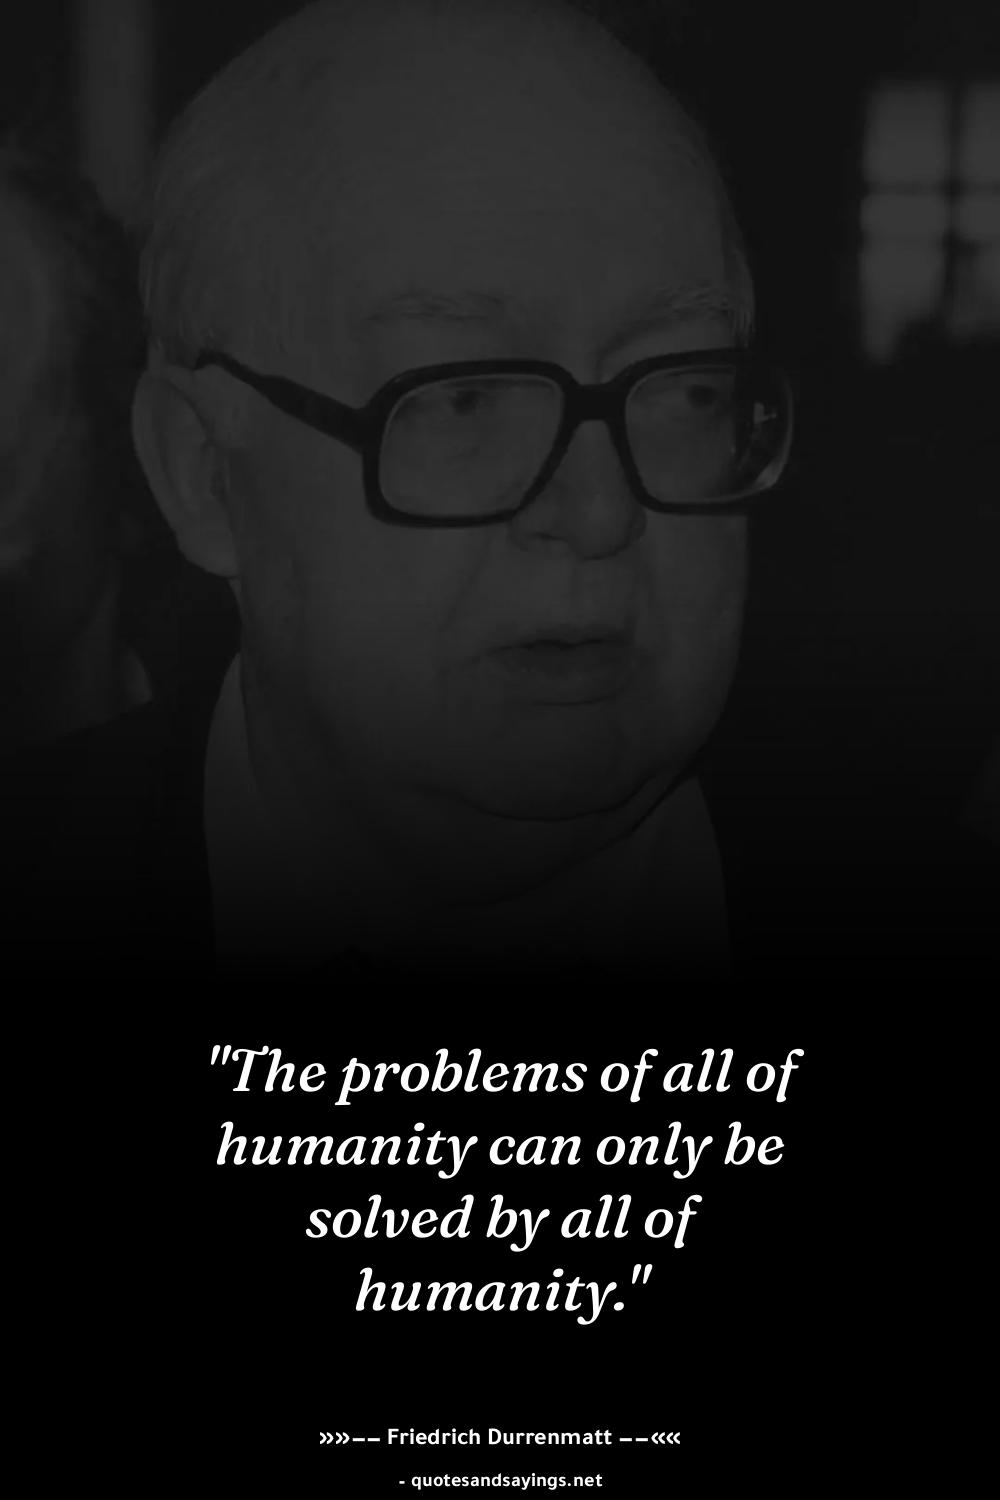 "The problems of all of
humanity can only be
solved by all of
humanity."
»»−− Friedrich Durrenmatt −−««
- quotesandsayings.net